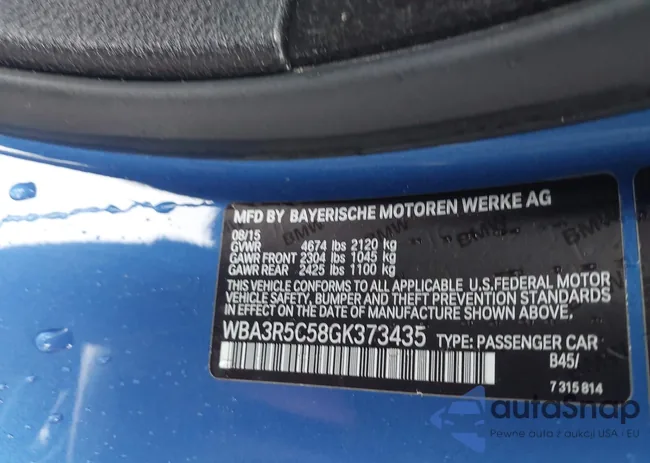 MFD BY BAYERISCHE MOTOREN WERKE AG
08/15
GVWR 4674 lbs 2120 kg
GAWR FRONT 2304 lbs 1045 kg
GAWR REAR 2425 lbs 1100 kg
THIS VEHICLE CONFORMS TO ALL APPLICABLE U.S.FEDERAL MOTOR
VEHICLE SAFETY, BUMPER AND THEFT PREVENTION STANDARDS
IN EFFECT ON THE DATE OF MANUFACTURE SHOWN ABOVE.
WBA3R5C58GK373435 TYPE: PASSENGER CAR
B45/
7 315 814
autoSnap
Pewne auta z aukcji USA - EU